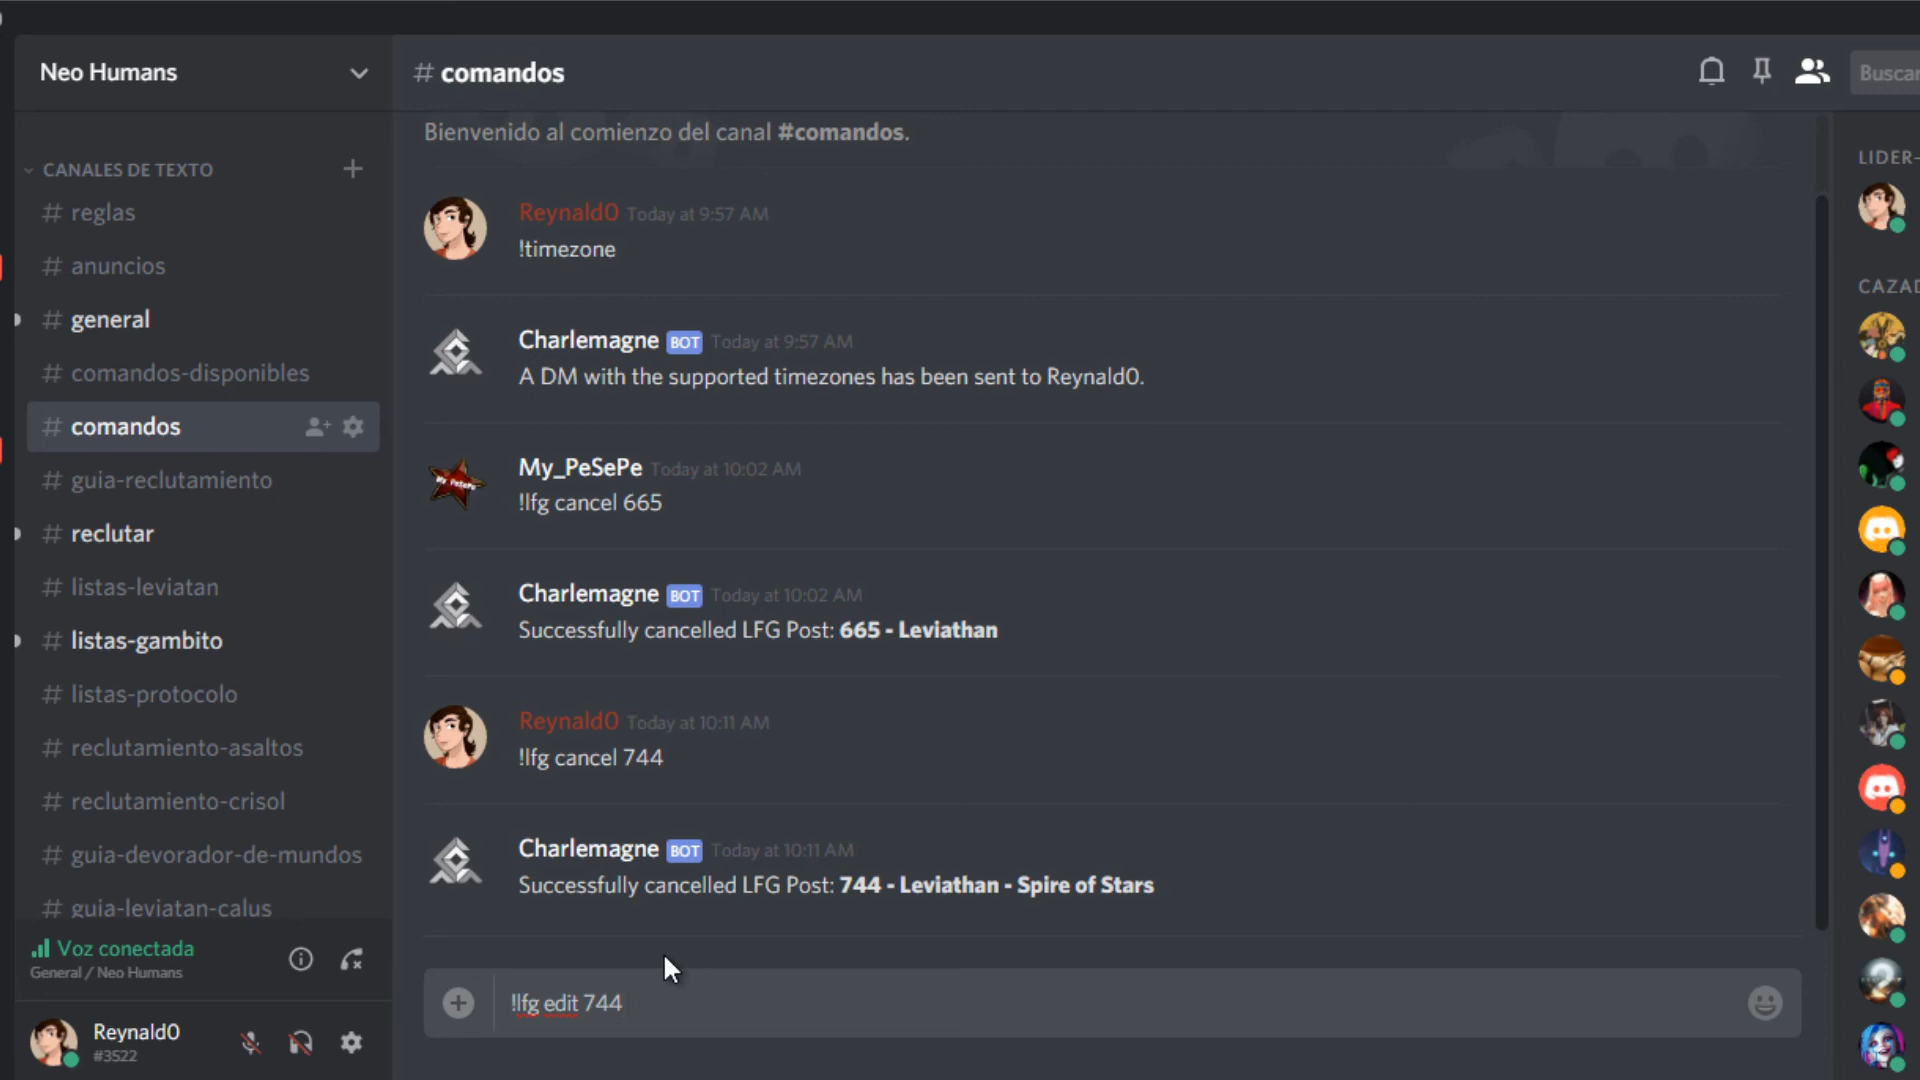 Neo Humans
CANALES DE TEXTO
# reglas
# anuncios
# general
# comandos-disponibles
# comandos
# guia-reclutamiento
# reclutar
# listas-leviatan
# listas-gambito
# listas-protocolo
# reclutamiento-asaltos
# reclutamiento-crisol
# guia-devorador-de-mundos
# guia-leviatan-calus
Voz conectada
General / Neo Humans
Reynald0
#3522
# comandos
Buscar
Bienvenido al comienzo del canal #comandos.
Reynald0 Today at 9:57 AM
!timezone
Charlemagne BOT Today at 9:57 AM
A DM with the supported timezones has been sent to Reynald0.
My_PeSePe Today at 10:02 AM
!lfg cancel 665
Charlemagne BOT Today at 10:02 AM
Successfully cancelled LFG Post: 665 - Leviathan
Reynald0 Today at 10:11 AM
!lfg cancel 744
Charlemagne BOT Today at 10:11 AM
Successfully cancelled LFG Post: 744 - Leviathan - Spire of Stars
!lfg edit 744
LIDER-
CAZAD